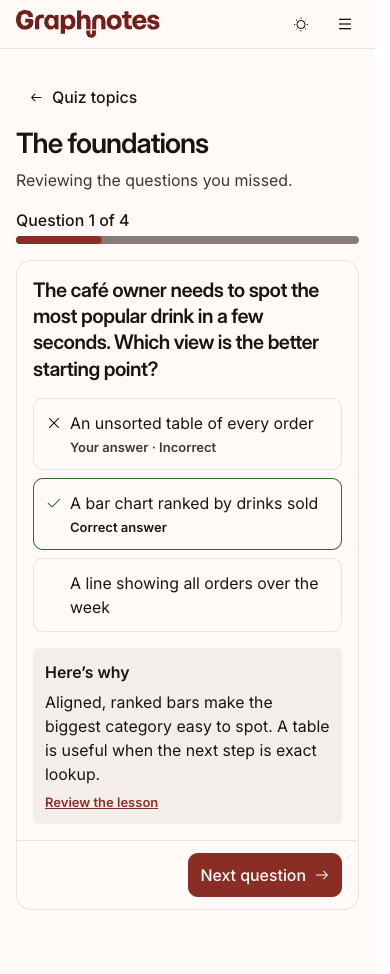 Graphnotes
← Quiz topics
The foundations
Reviewing the questions you missed.
Question 1 of 4
The café owner needs to spot the
most popular drink in a few
seconds. Which view is the better
starting point?
An unsorted table of every order
Your answer · Incorrect
A bar chart ranked by drinks sold
Correct answer
A line showing all orders over the
week
Here’s why
Aligned, ranked bars make the
biggest category easy to spot. A table
is useful when the next step is exact
lookup.
Review the lesson
Next question →